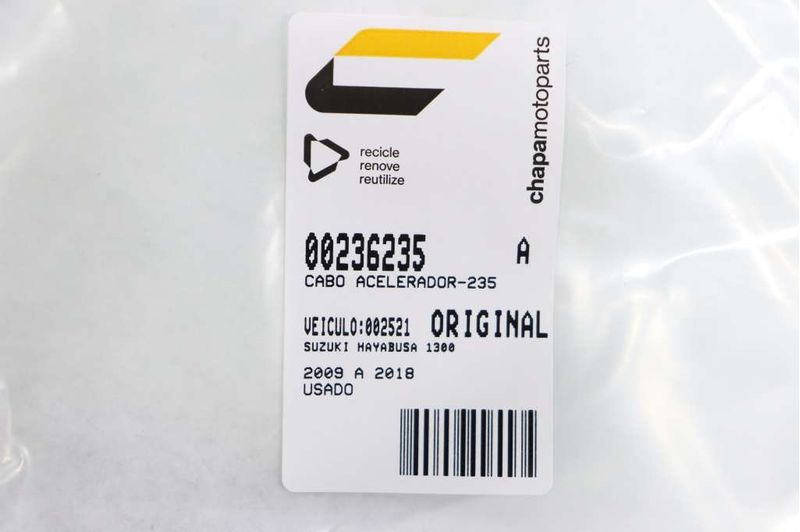 recicle
renove
reutilize
chapamotoparts
00236235 A
CABO ACELERADOR-235
VEICULO:002521 ORIGINAL
SUZUKI HAYABUSA 1300
2009 A 2018
USADO